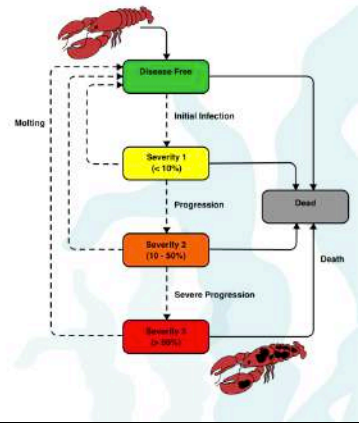 Disease Free
Molting
Initial Infection
Severity 1
(< 10%)
Progression
Dead
Severity 2
(10 - 50%)
Death
Severe Progression
Severity 3
(> 50%)